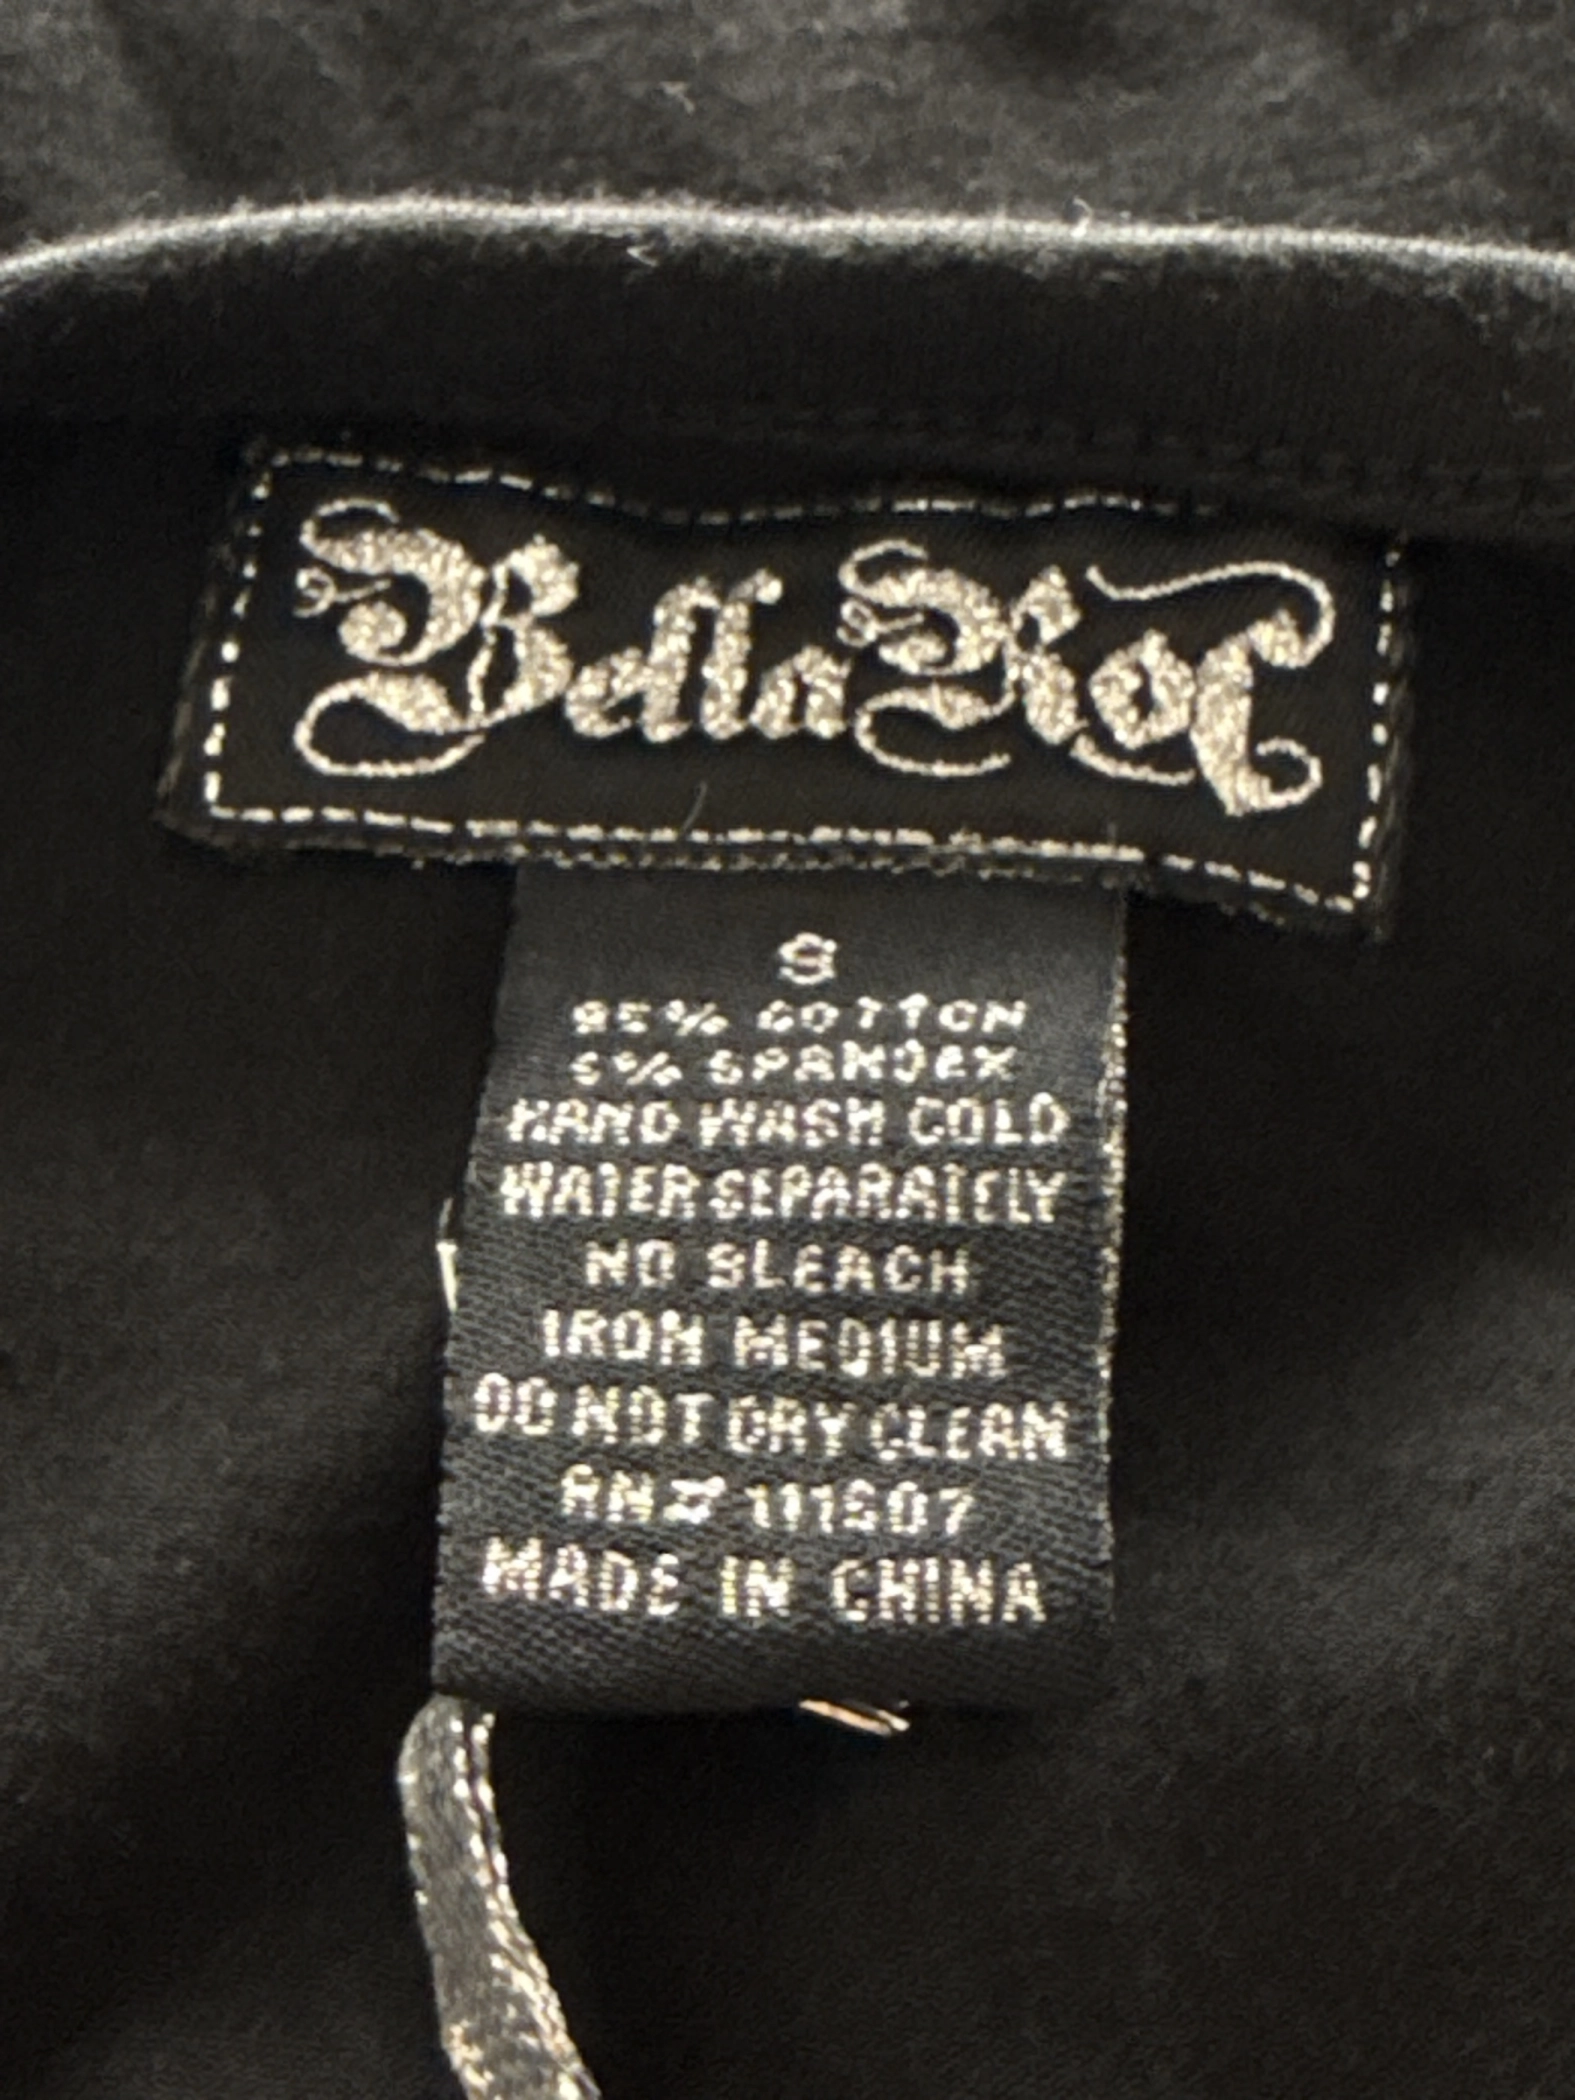 Bella Rol
S
95% COTTON
5% SPANDEX
HAND WASH COLD
WATER SEPARATELY
NO BLEACH
IRON MEDIUM
DO NOT DRY CLEAN
RN# 111607
MADE IN CHINA